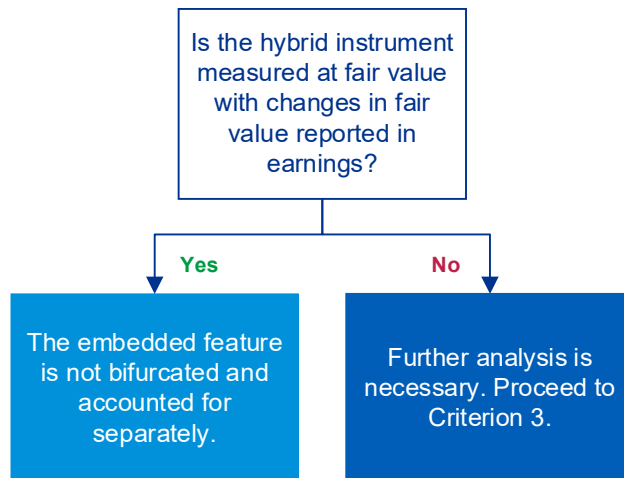 Is the hybrid instrument
measured at fair value
with changes in fair
value reported in
earnings?
Yes
No
The embedded feature
is not bifurcated and
accounted for
separately.
Further analysis is
necessary. Proceed to
Criterion 3.